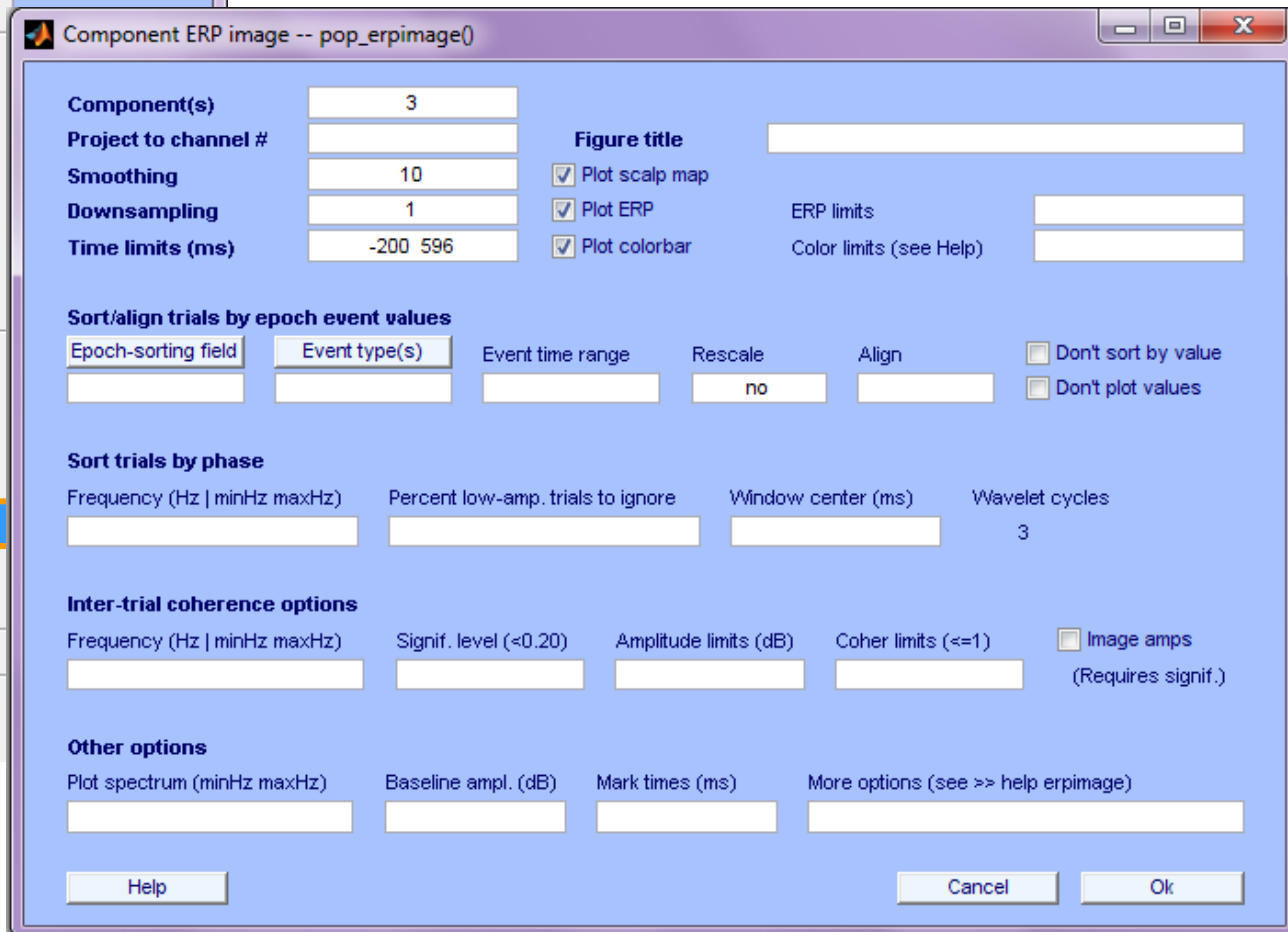 Component ERP image -- pop_erpimage()
Component(s) 3
Project to channel # Figure title
Smoothing 10 Plot scalp map
Downsampling 1 Plot ERP ERP limits
Time limits (ms) -200 596 Plot colorbar Color limits (see Help)
Sort/align trials by epoch event values
Epoch-sorting field Event type(s) Event time range Rescale Align Don't sort by value
no Don't plot values
Sort trials by phase
Frequency (Hz | minHz maxHz) Percent low-amp. trials to ignore Window center (ms) Wavelet cycles
3
Inter-trial coherence options
Frequency (Hz | minHz maxHz) Signif. level (<0.20) Amplitude limits (dB) Coher limits (<=1) Image amps
(Requires signif.)
Other options
Plot spectrum (minHz maxHz) Baseline ampl. (dB) Mark times (ms) More options (see >> help erpimage)
Help Cancel Ok